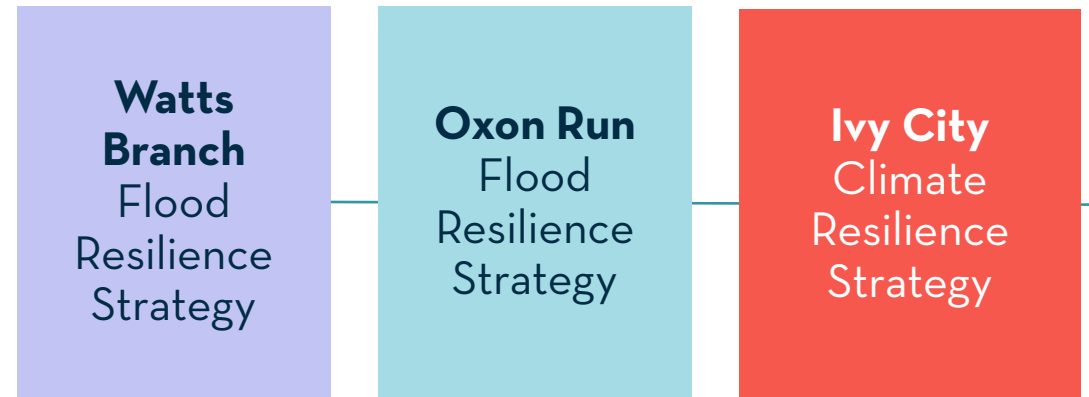 Watts
Branch
Flood
Resilience
Strategy
Oxon Run
Flood
Resilience
Strategy
Ivy City
Climate
Resilience
Strategy